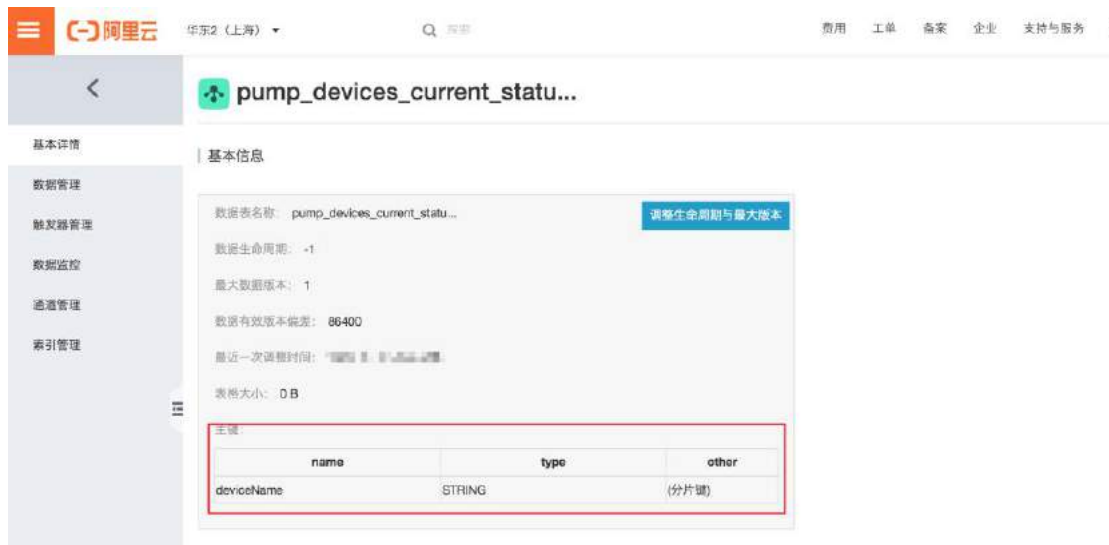 阿里云
华东2（上海）
搜索
费用 工单 备案 企业 支持与服务
pump_devices_current_statu...
基本详情
数据管理
触发器管理
数据监控
通道管理
索引管理
基本信息
数据表名称: pump_devices_current_statu...
调整生命周期与最大版本
数据生命周期: -1
最大数据版本: 1
数据有效版本偏差: 86400
最近一次调整时间:
表格大小: 0 B
主键:
name type other
deviceName STRING (分片键)